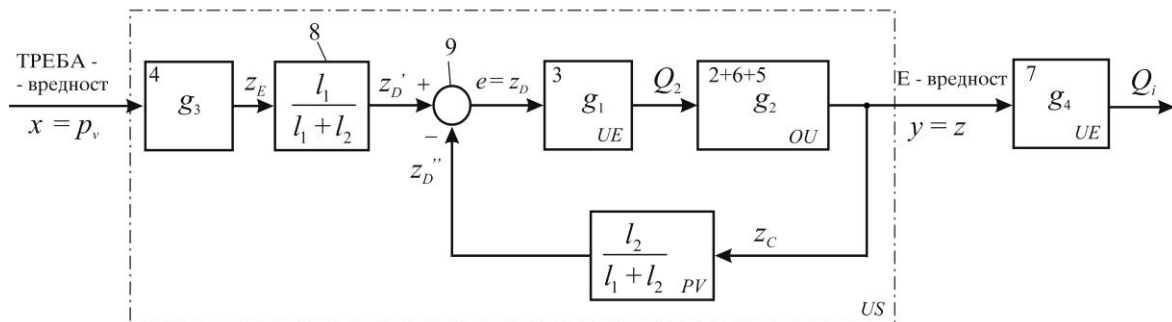 ТРЕБА -
- вредност
x = p_v
4
g_3
z_E
8
l_1
l_1 + l_2
z_D'
+
9
−
z_D''
e = z_D
3
g_1
UE
Q_2
2+6+5
g_2
OU
E - вредност
y = z
7
g_4
UE
Q_i
l_2
l_1 + l_2
PV
z_C
US